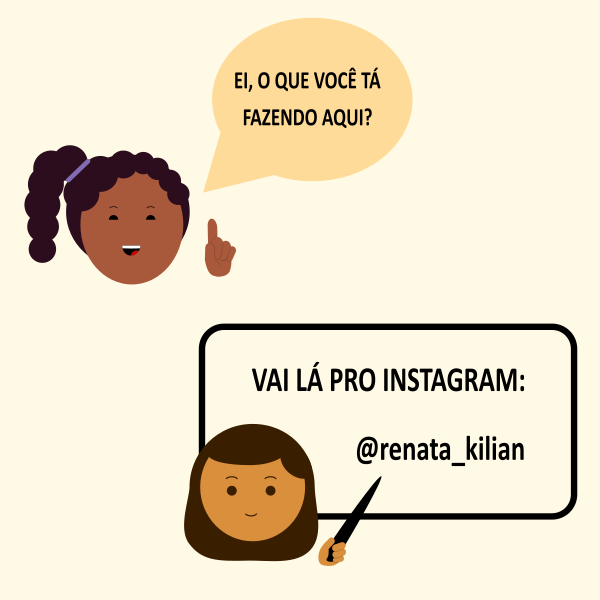 EI, O QUE VOCÊ TÁ
FAZENDO AQUI?
VAI LÁ PRO INSTAGRAM:
@renata_kilian